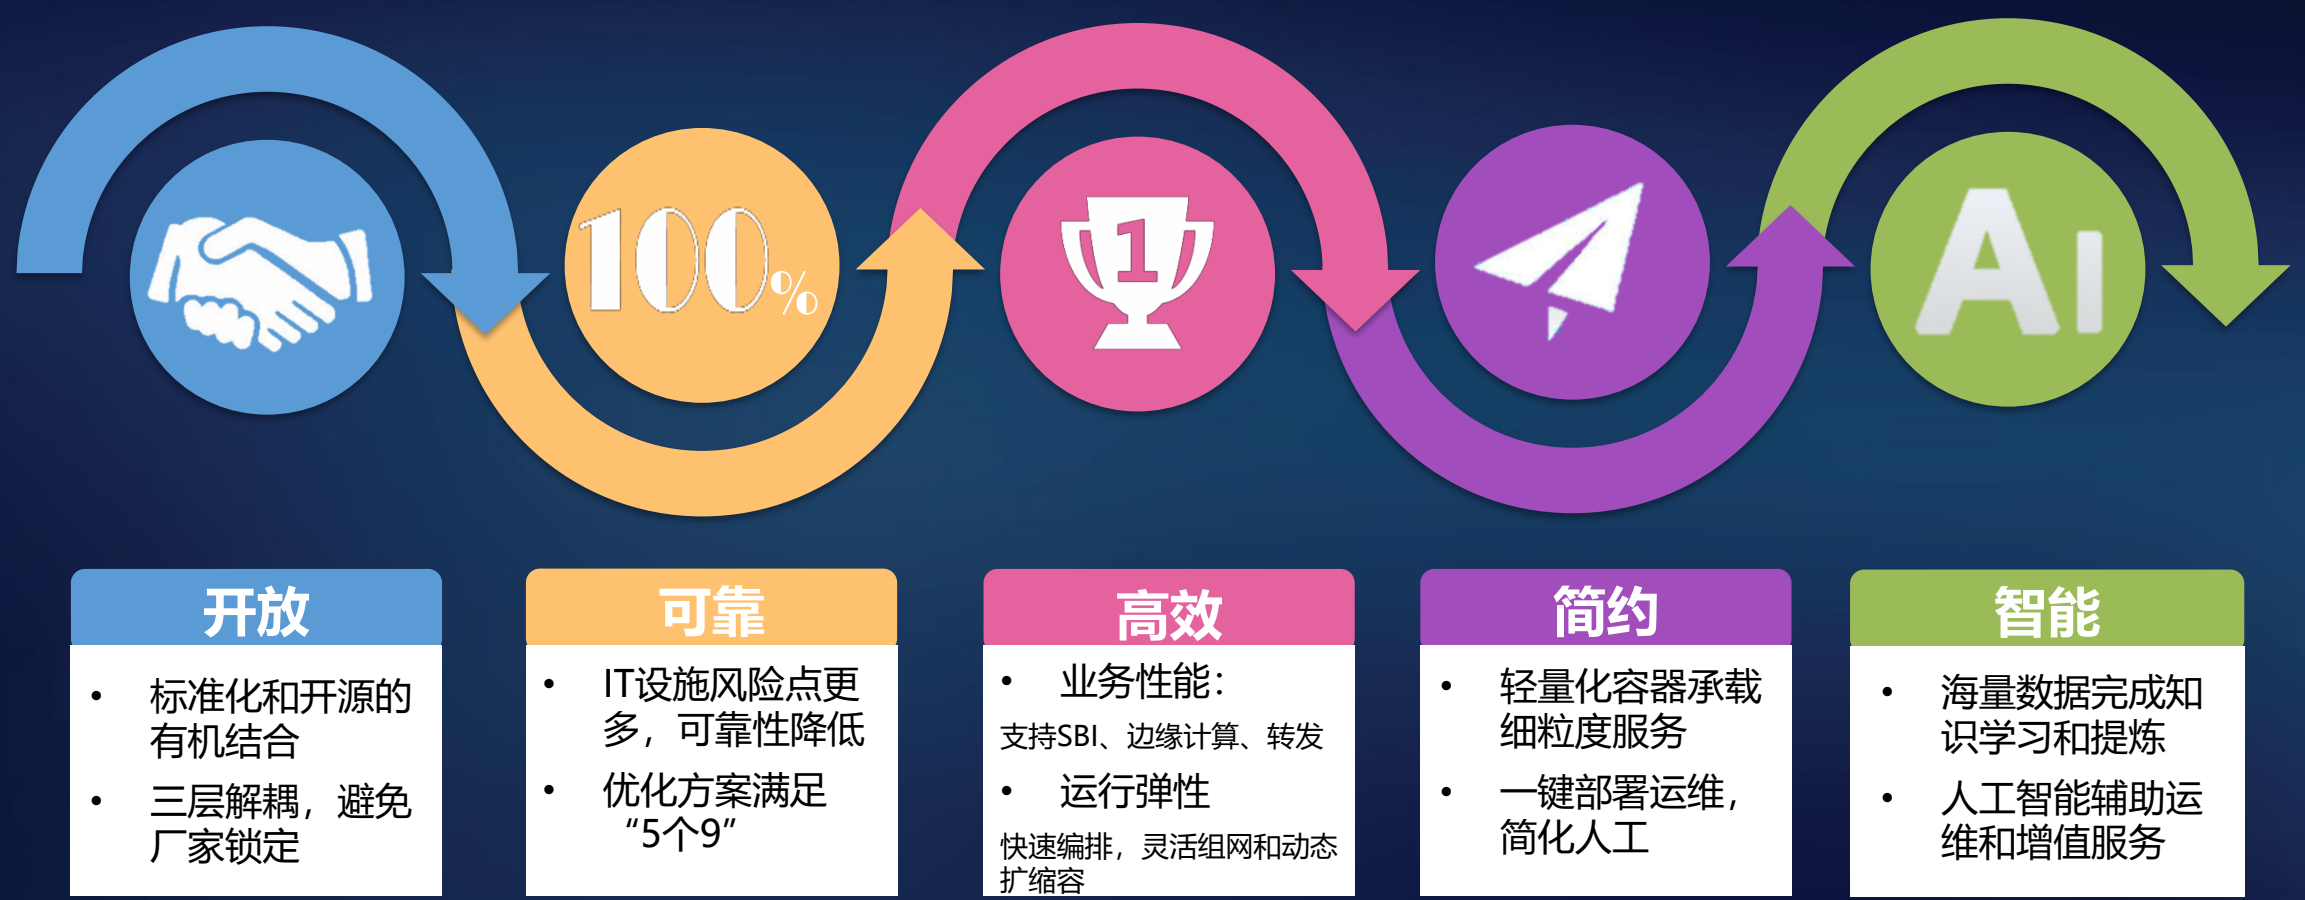 100%
1
AI
开放
标准化和开源的
有机结合
三层解耦，避免
厂家锁定
可靠
IT设施风险点更
多，可靠性降低
优化方案满足
“5个9”
高效
业务性能：
支持SBI、边缘计算、转发
运行弹性
快速编排，灵活组网和动态
扩缩容
简约
轻量化容器承载
细粒度服务
一键部署运维，
简化人工
智能
海量数据完成知
识学习和提炼
人工智能辅助运
维和增值服务